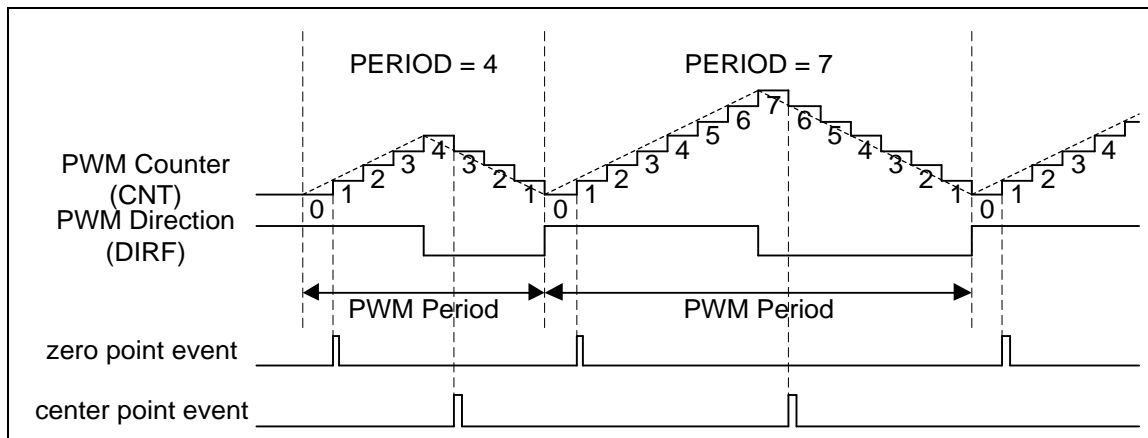 PERIOD = 4
PERIOD = 7
PWM Counter
(CNT)
0 1 2 3 4 3 2 1 0 1 2 3 4 5 6 7 6 5 4 3 2 1 0 1 2 3 4
PWM Direction
(DIRF)
PWM Period
PWM Period
zero point event
center point event